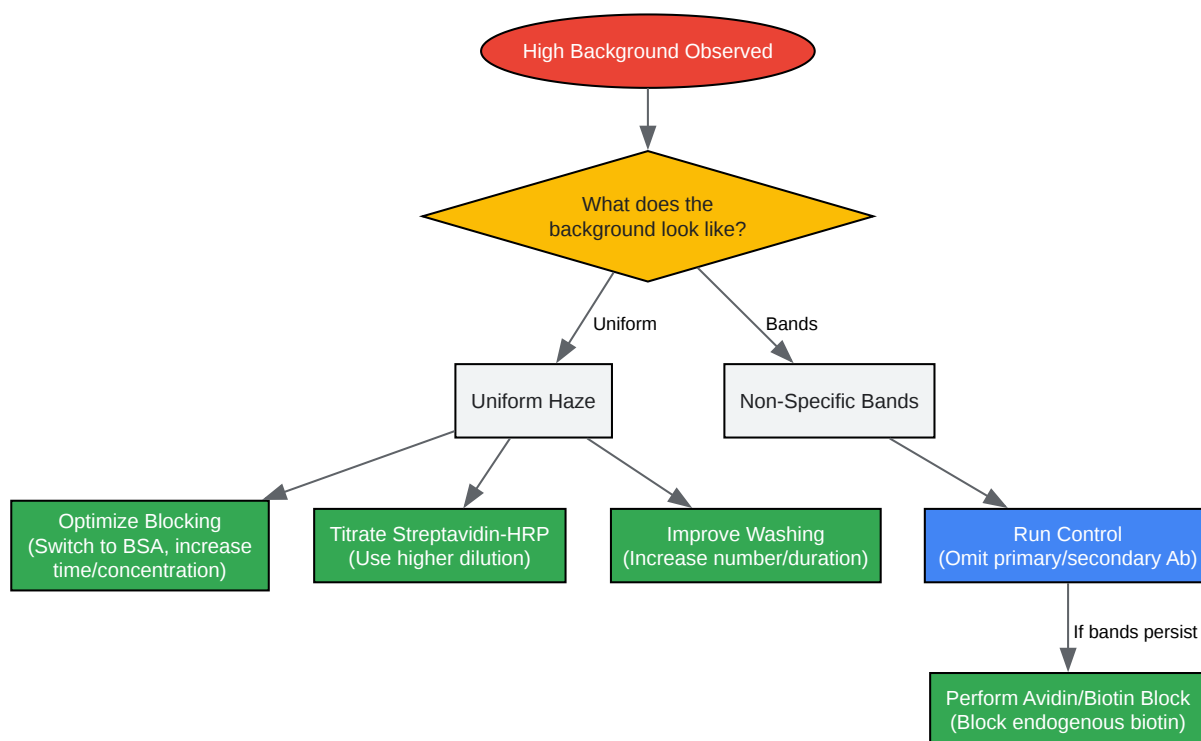 High Background Observed
What does the
background look like?
Uniform
Bands
Uniform Haze
Non-Specific Bands
Optimize Blocking
(Switch to BSA, increase
time/concentration)
Titrate Streptavidin-HRP
(Use higher dilution)
Improve Washing
(Increase number/duration)
Run Control
(Omit primary/secondary Ab)
If bands persist
Perform Avidin/Biotin Block
(Block endogenous biotin)